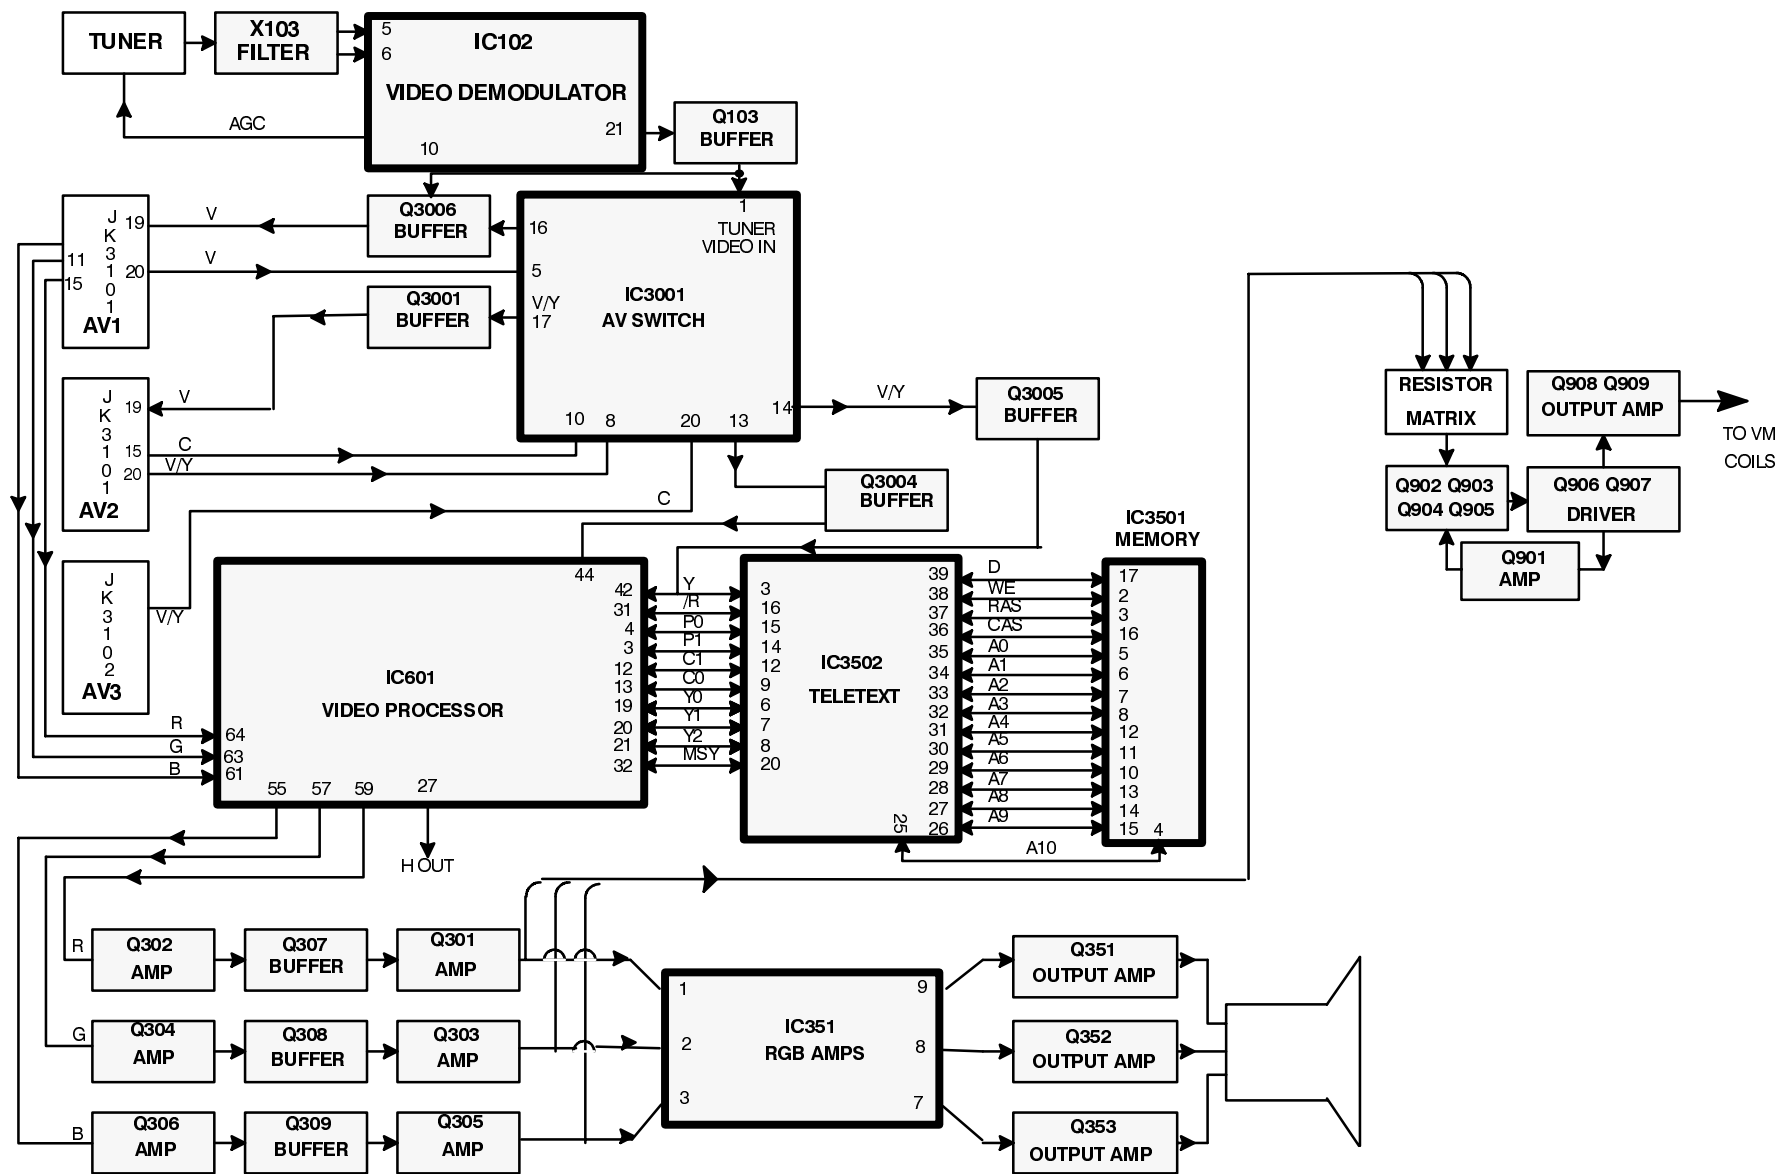 TUNER
X103
FILTER
5
6
IC102
VIDEO DEMODULATOR
21
10
AGC
Q103
BUFFER
J
K
3
1
0
1
19
11
15
20
AV1
V
V
Q3006
BUFFER
16
5
V/Y
17
1
TUNER
VIDEO IN
IC3001
AV SWITCH
Q3001
BUFFER
14
10
8
20
13
V/Y
Q3005
BUFFER
J
K
3
1
0
1
19
15
20
AV2
V
C
V/Y
C
Q3004
BUFFER
J
K
3
1
0
2
AV3
V/Y
RESISTOR
MATRIX
Q908 Q909
OUTPUT AMP
TO VM
COILS
Q902 Q903
Q904 Q905
Q906 Q907
DRIVER
Q901
AMP
IC3501
MEMORY
44
42
31
4
3
12
13
19
20
21
32
IC601
VIDEO PROCESSOR
R
G
B
64
63
61
55
57
59
27
H OUT
Y
/R
P0
P1
C1
C0
Y0
Y1
Y2
MSY
3
16
15
14
12
9
6
7
8
20
IC3502
TELETEXT
39
38
37
36
35
34
33
32
31
30
29
28
27
26
25
D
WE
RAS
CAS
A0
A1
A2
A3
A4
A5
A6
A7
A8
A9
A10
17
2
3
16
5
6
7
8
12
11
10
13
14
15
4
R
Q302
AMP
Q307
BUFFER
Q301
AMP
G
Q304
AMP
Q308
BUFFER
Q303
AMP
B
Q306
AMP
Q309
BUFFER
Q305
AMP
1
2
3
IC351
RGB AMPS
9
8
7
Q351
OUTPUT AMP
Q352
OUTPUT AMP
Q353
OUTPUT AMP